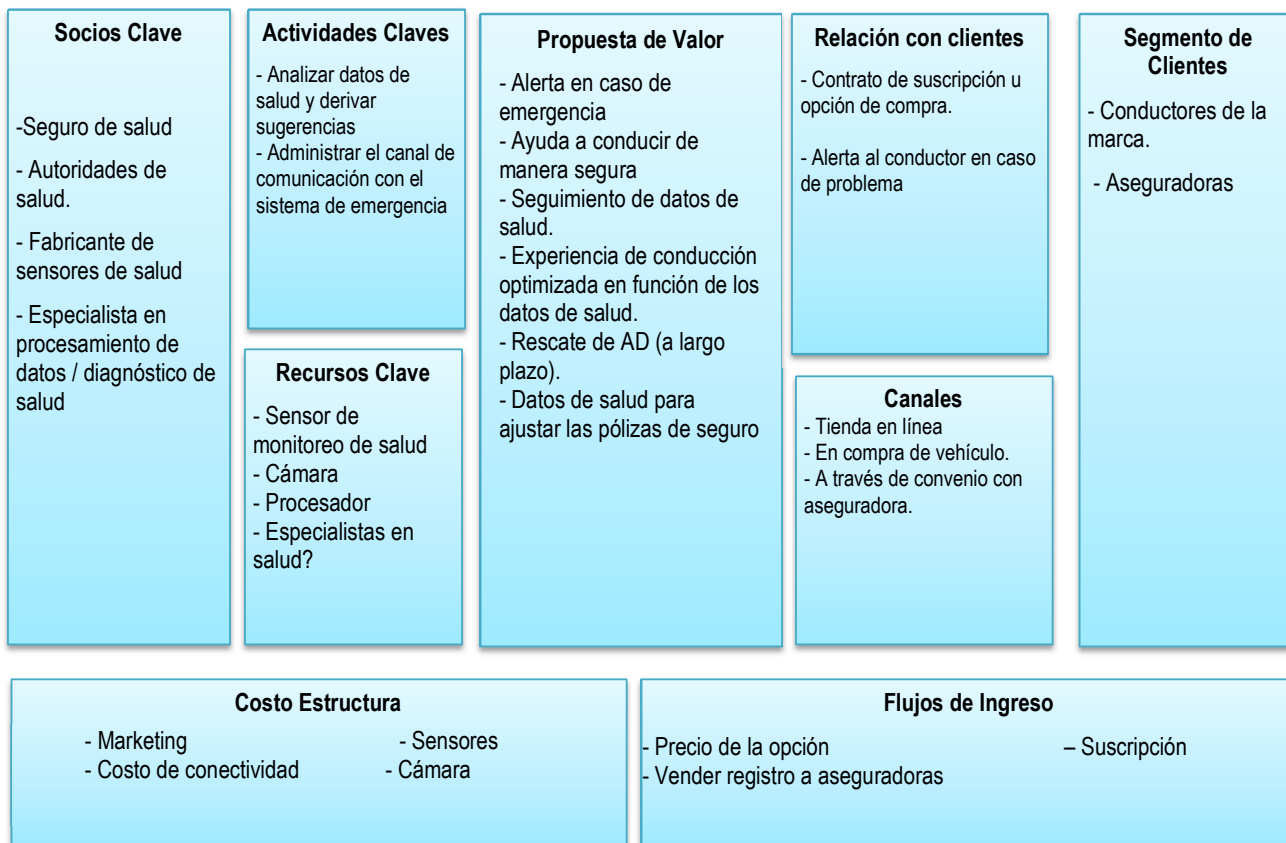 Socios Clave
-Seguro de salud
- Autoridades de
salud.
- Fabricante de
sensores de salud
- Especialista en
procesamiento de
datos / diagnóstico de
salud
Actividades Claves
- Analizar datos de
salud y derivar
sugerencias
- Administrar el canal de
comunicación con el
sistema de emergencia
Recursos Clave
- Sensor de
monitoreo de salud
- Cámara
- Procesador
- Especialistas en
salud?
Propuesta de Valor
- Alerta en caso de
emergencia
- Ayuda a conducir de
manera segura
- Seguimiento de datos de
salud.
- Experiencia de conducción
optimizada en función de los
datos de salud.
- Rescate de AD (a largo
plazo).
- Datos de salud para
ajustar las pólizas de seguro
Relación con clientes
- Contrato de suscripción u
opción de compra.
- Alerta al conductor en caso
de problema
Canales
- Tienda en línea
- En compra de vehículo.
- A través de convenio con
aseguradora.
Segmento de
Clientes
- Conductores de la
marca.
- Aseguradoras
Costo Estructura
- Marketing - Sensores
- Costo de conectividad - Cámara
Flujos de Ingreso
- Precio de la opción – Suscripción
- Vender registro a aseguradoras